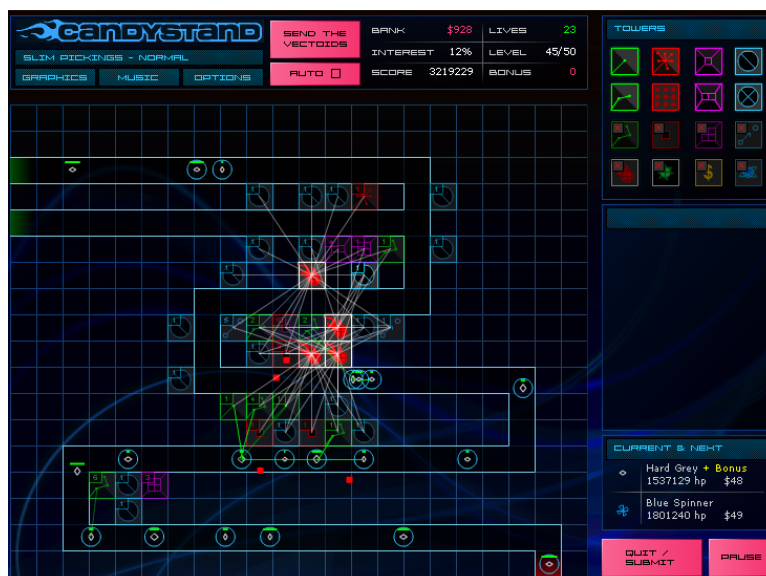 CANDYSTAND
SLIM PICKINGS - NORMAL
GRAPHICS MUSIC OPTIONS
SEND THE
VECTOIDS
AUTO
BANK $928 LIVES 23
INTEREST 12% LEVEL 45/50
SCORE 3219229 BONUS 0
TOWERS
CURRENT & NEXT
Hard Grey + Bonus
1537129 hp $48
Blue Spinner
1801240 hp $49
QUIT /
SUBMIT
PAUSE